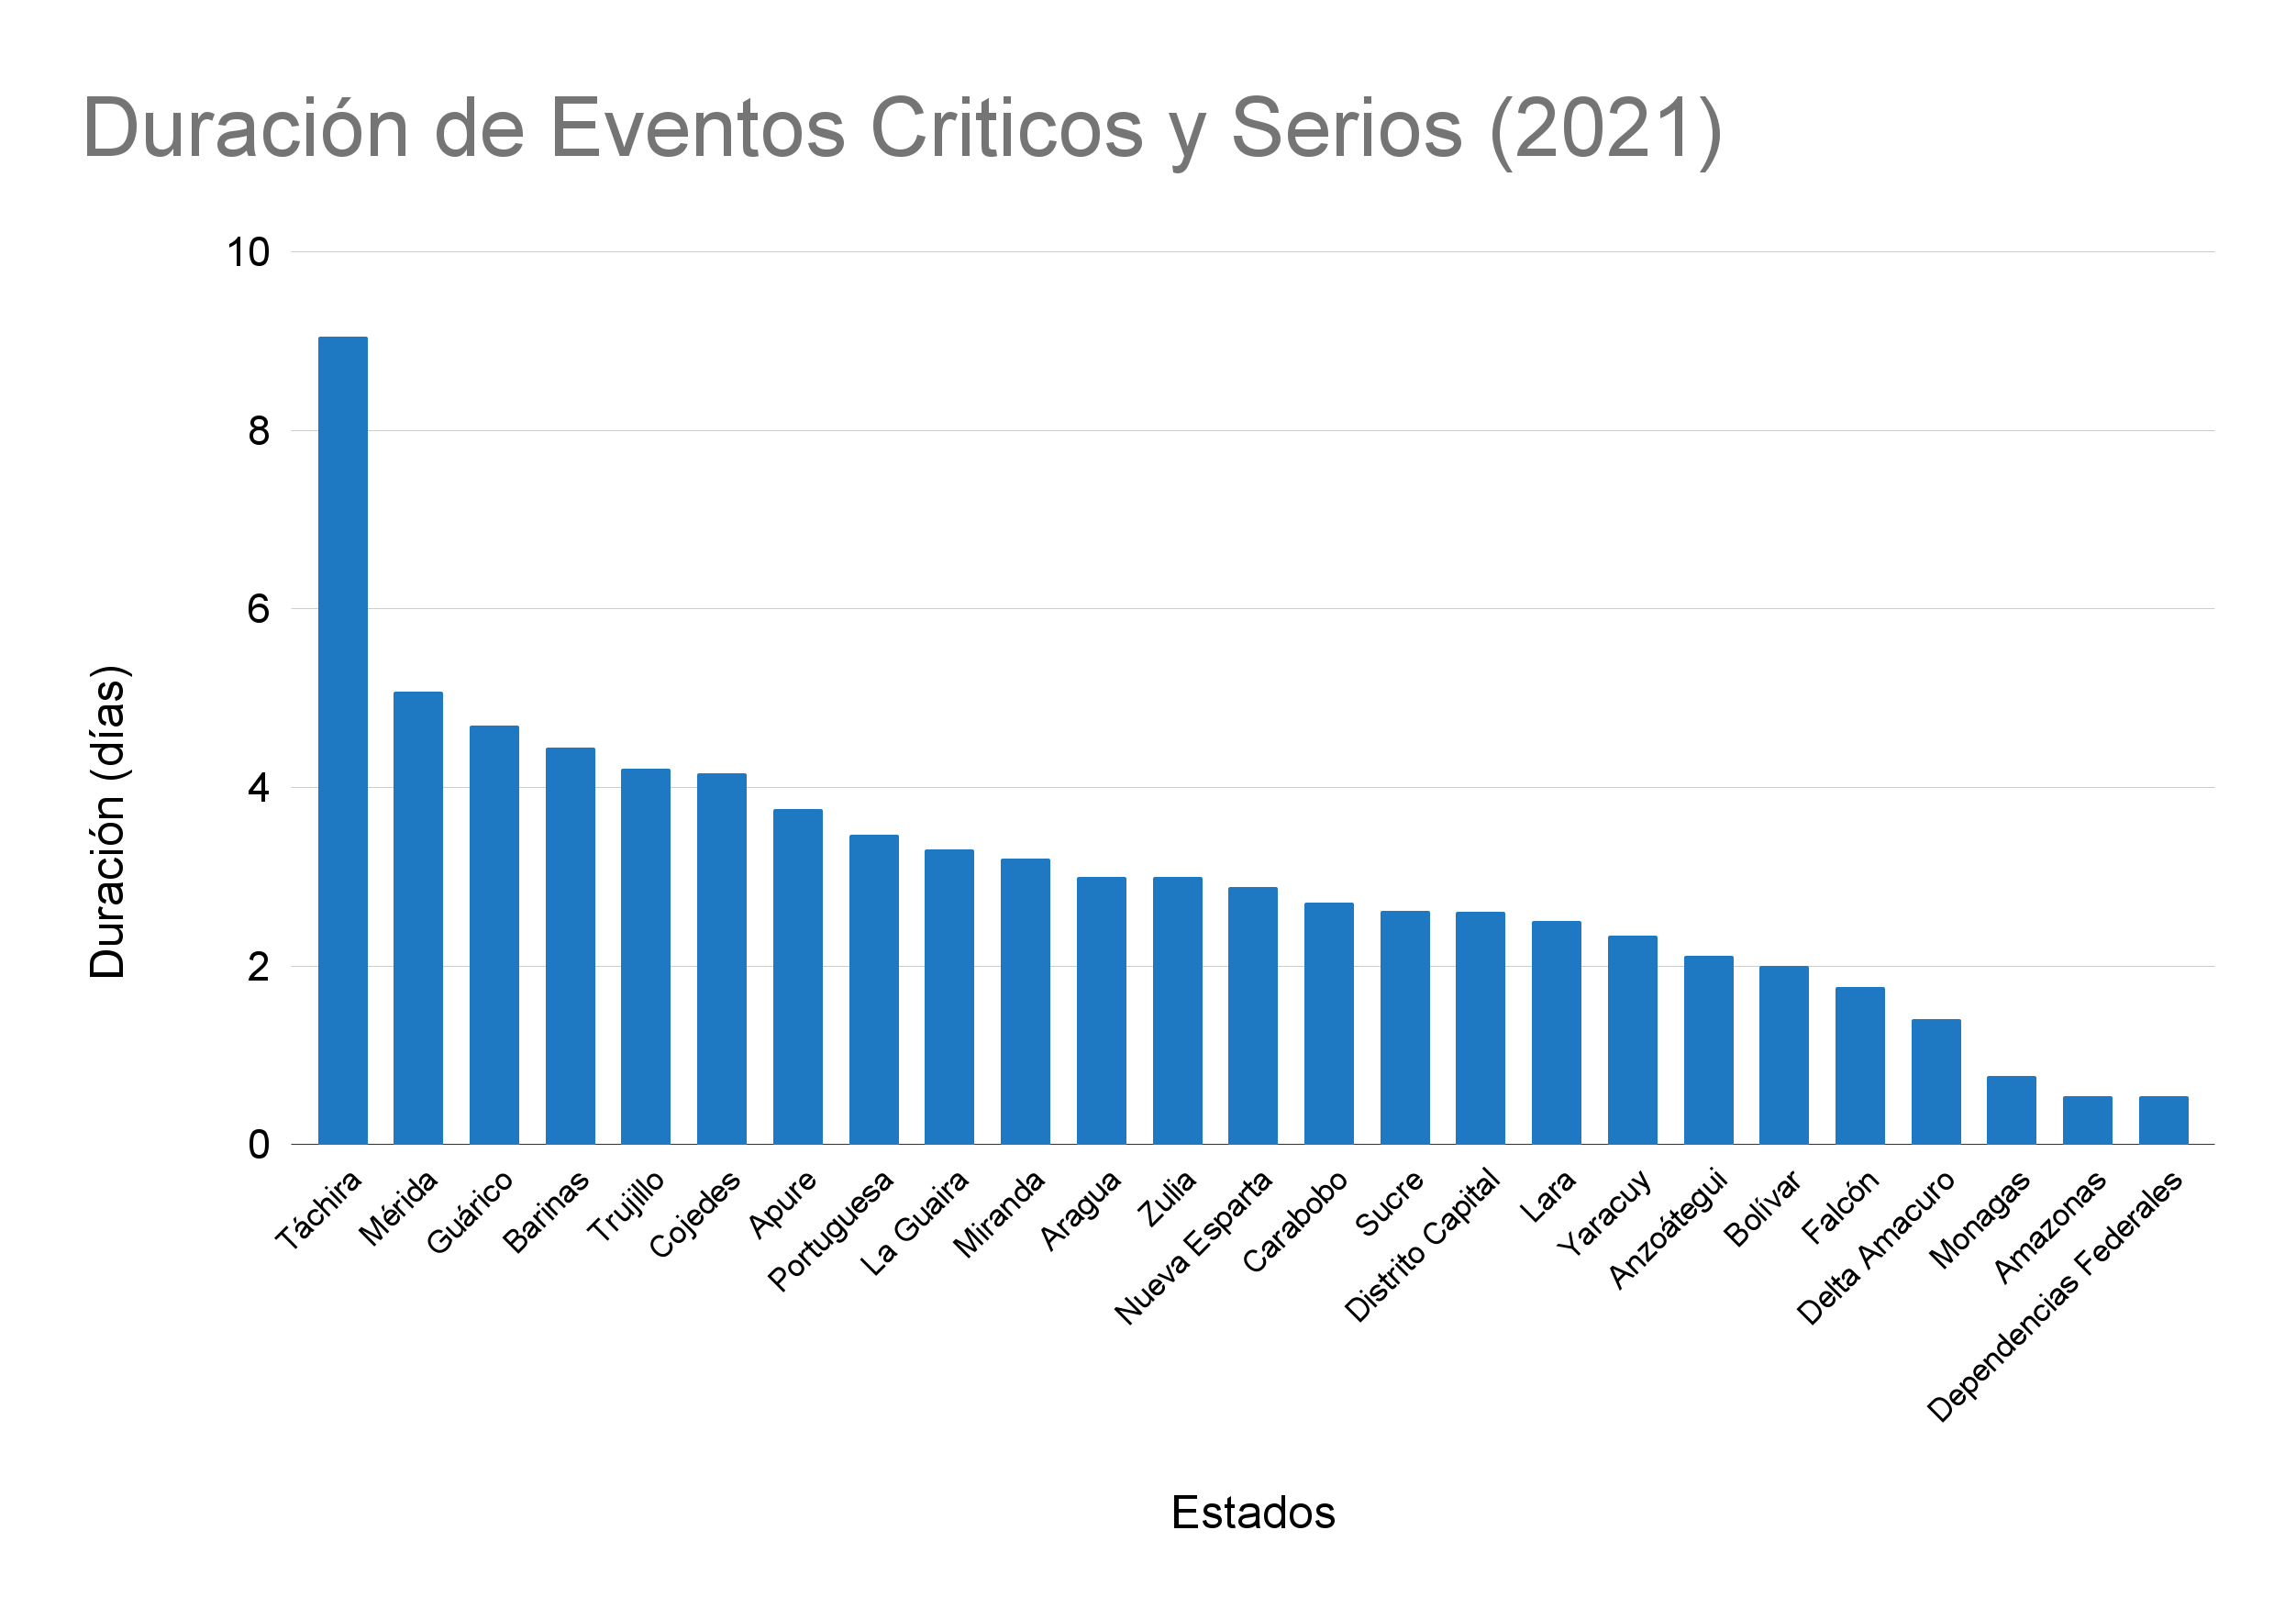 Duración de Eventos Criticos y Serios (2021)
10
8
6
4
2
0
Duración (días)
Táchira
Mérida
Guárico
Barinas
Trujillo
Cojedes
Apure
Portuguesa
La Guaira
Miranda
Aragua
Zulia
Nueva Esparta
Carabobo
Sucre
Distrito Capital
Lara
Yaracuy
Anzoátegui
Bolívar
Falcón
Delta Amacuro
Monagas
Amazonas
Dependencias Federales
Estados